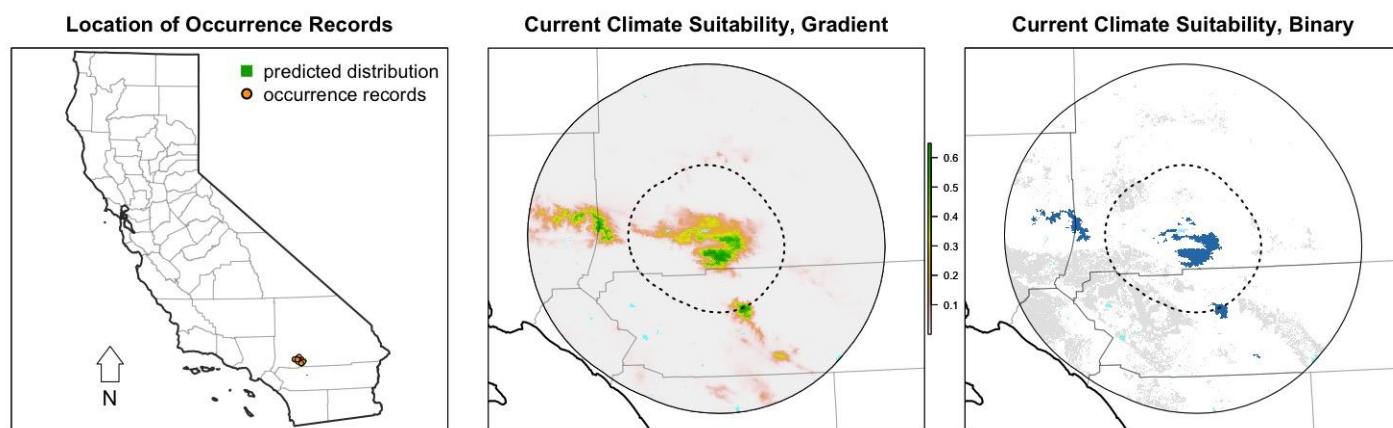 Location of Occurrence Records
predicted distribution
occurrence records
N
Current Climate Suitability, Gradient
0.6
0.5
0.4
0.3
0.2
0.1
Current Climate Suitability, Binary